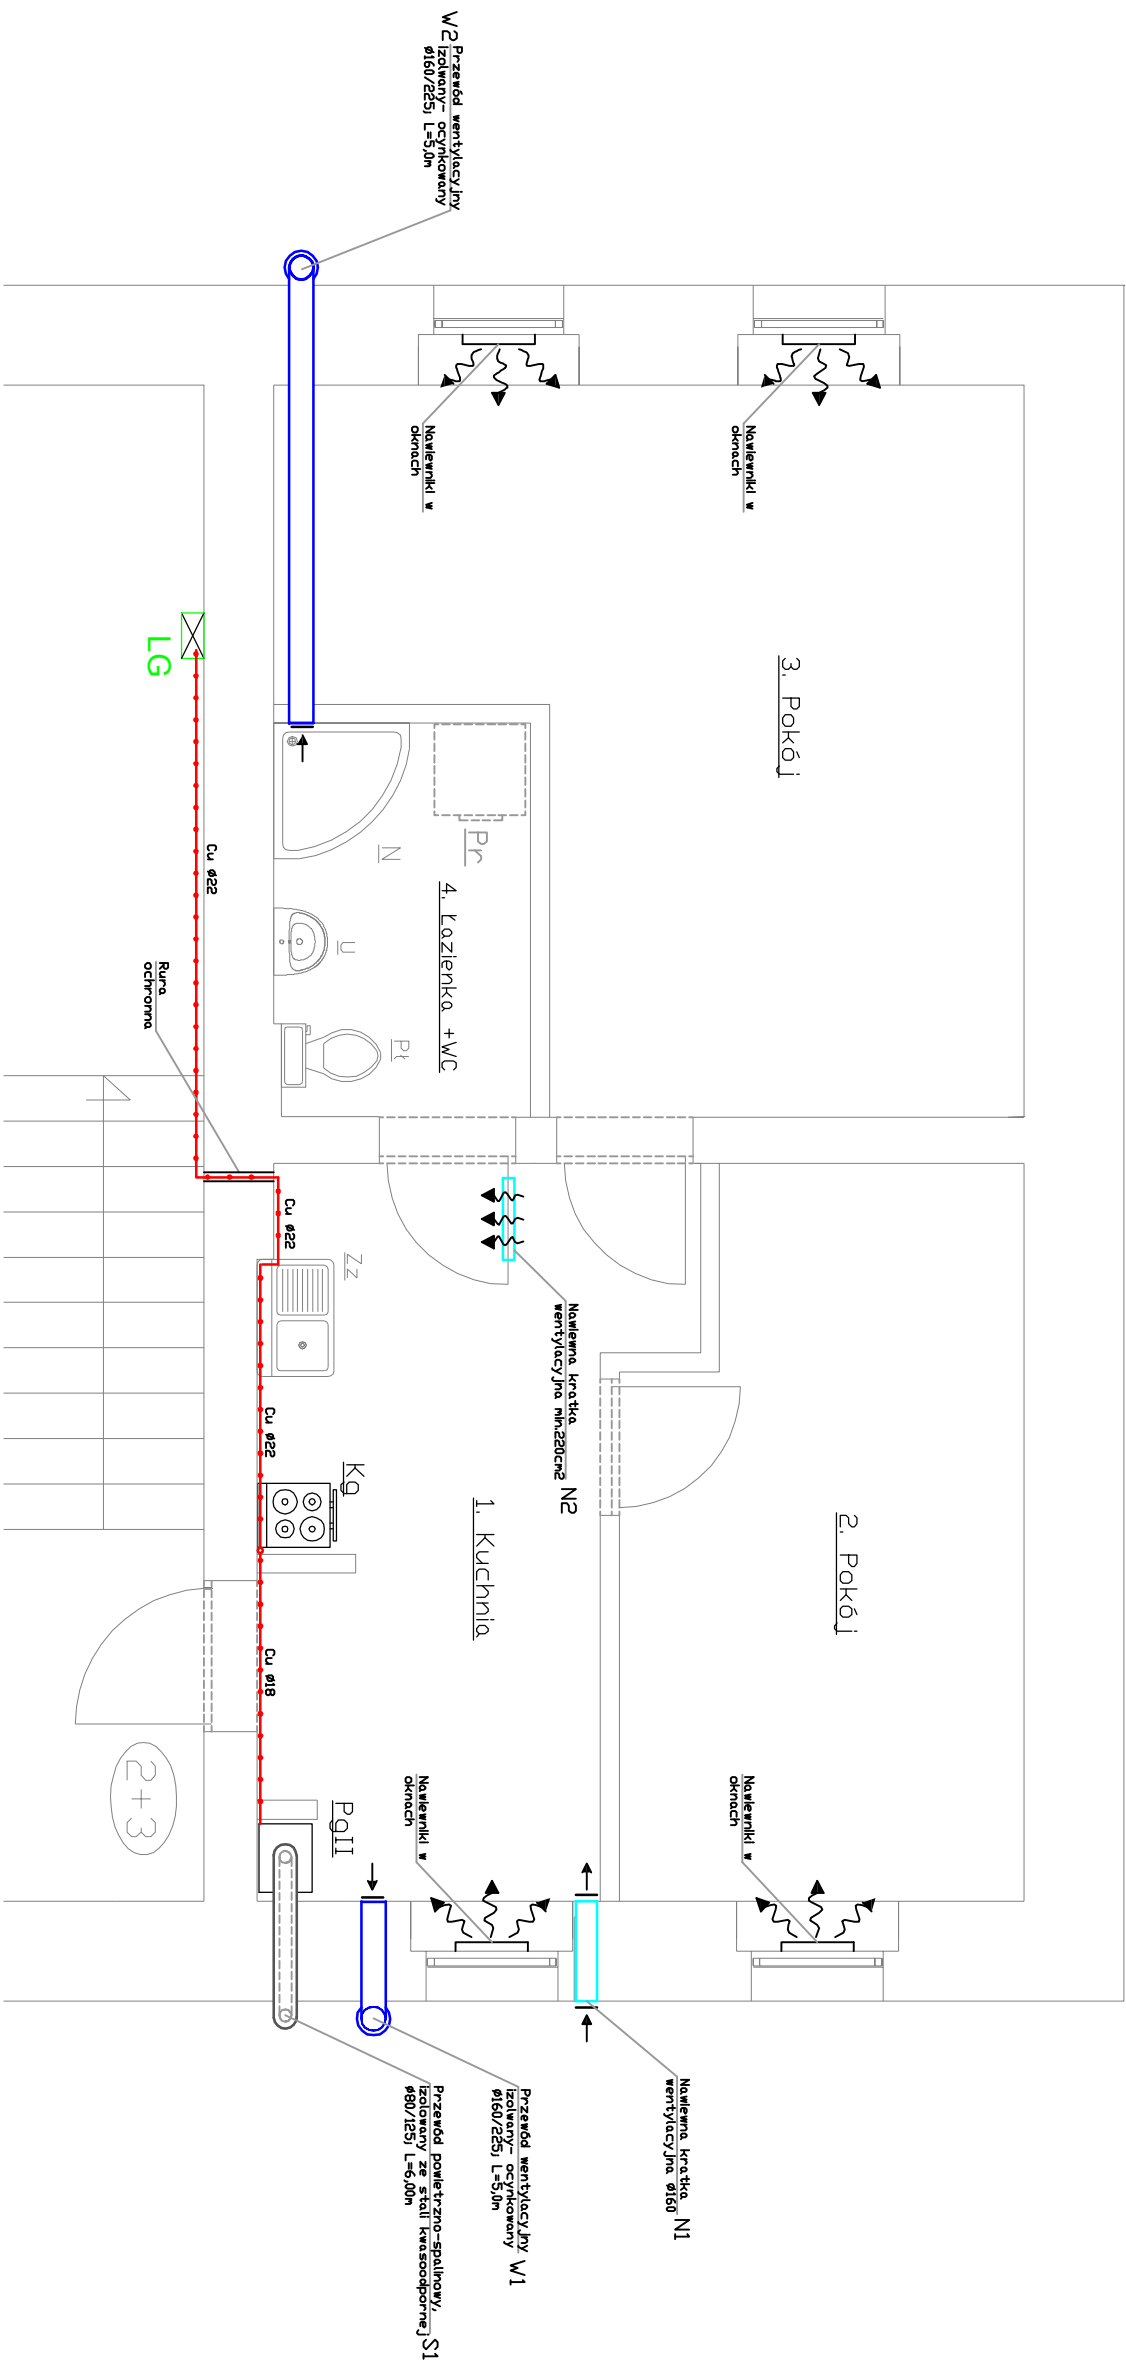 W2
Przewód wentylacyjny
izolwany- ocynkowany
ø160/225; L=5,0m
Nawiewniki w
oknach
Nawiewniki w
oknach
3. Pokój
LG
Cu ø22
Pr
N
4. Łazienka +WC
U
Pł
Rura
ochronna
Cu ø22
Zz
Nawiewna kratka
wentylacyjna min.220cm2
N2
Cu ø22
Kg
1. Kuchnia
2. Pokój
Cu ø18
2+3
PgII
Nawiewniki w
oknach
Nawiewniki w
oknach
Nawiewna kratka
wentylacyjna ø160
N1
Przewód wentylacyjny
izolwany- ocynkowany
ø160/225; L=5,0m
W1
Przewód powietrzno-spalinowy,
izolowany ze stali kwasoodpornej
ø80/125; L=6,00m
S1